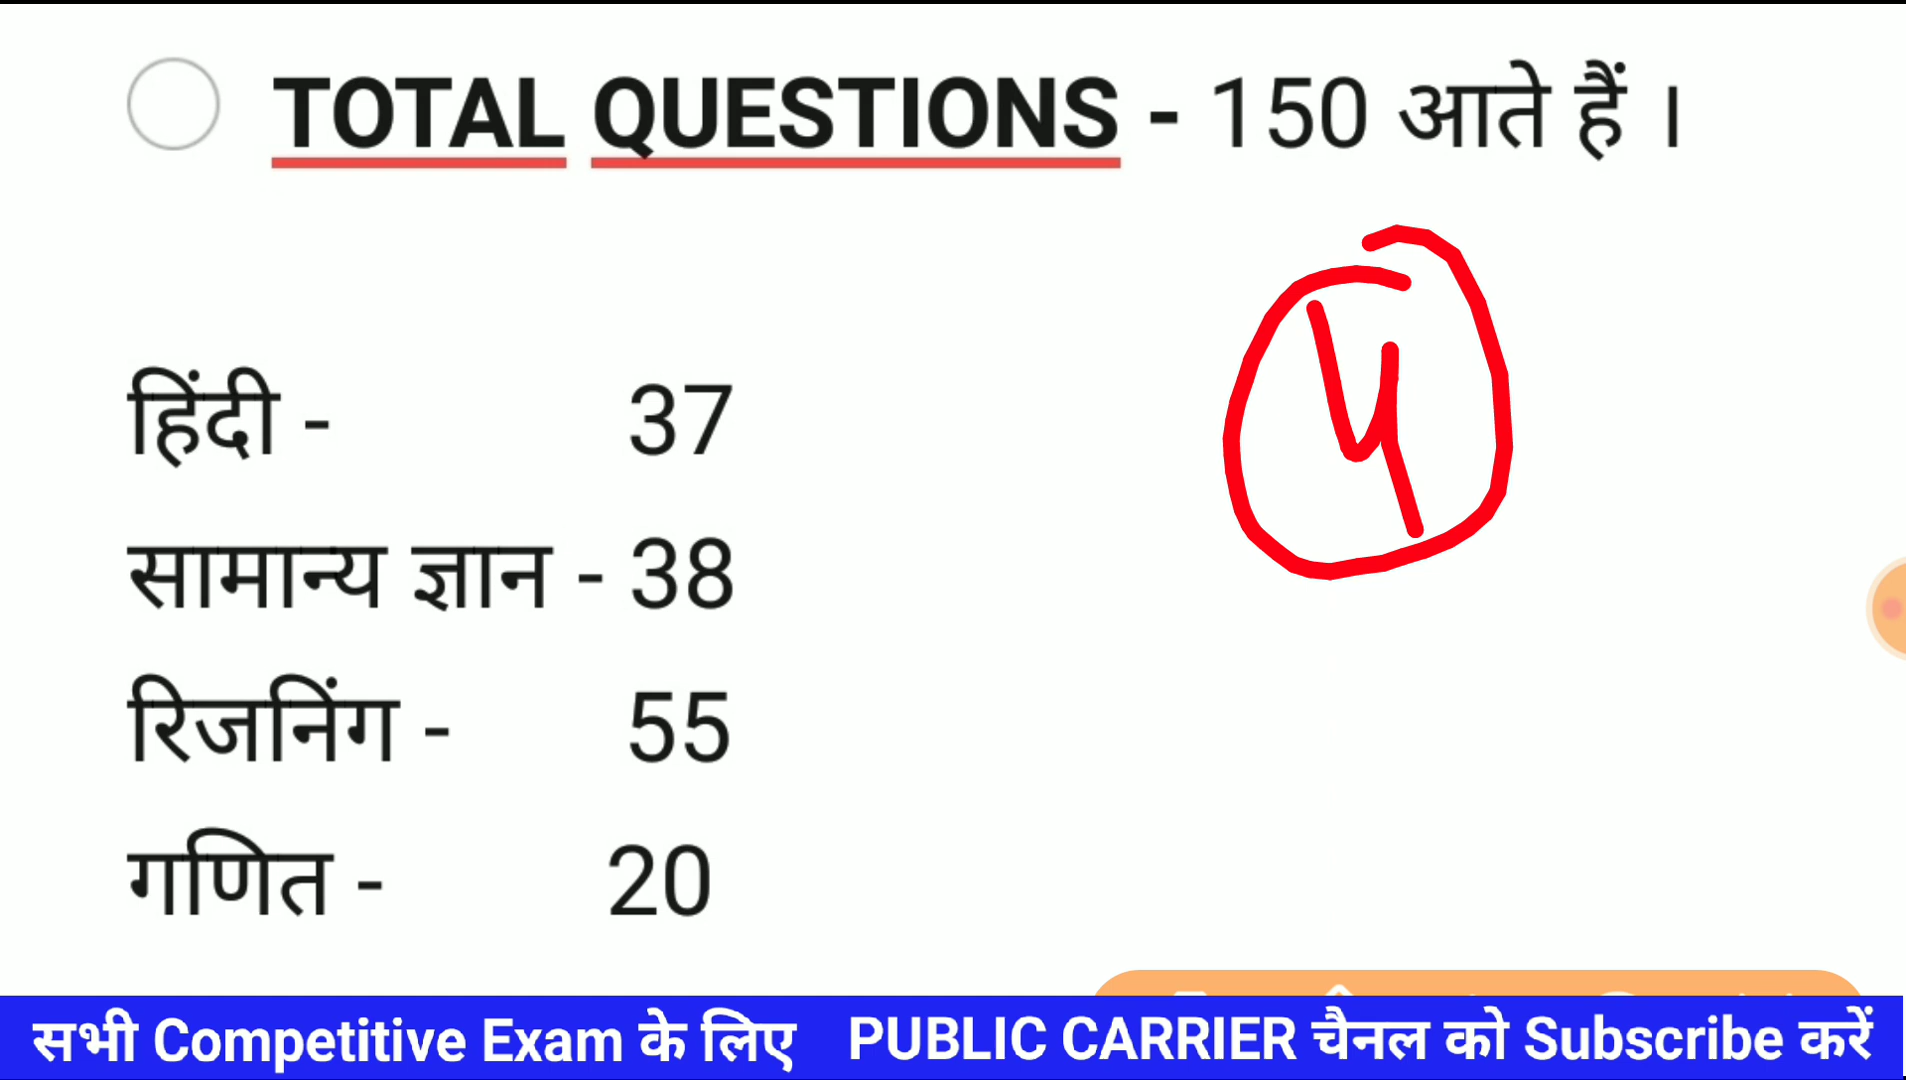 TOTAL QUESTIONS - 150 आते हैं ।
4
हिंदी - 37
सामान्य ज्ञान - 38
रिजनिंग - 55
गणित - 20
सभी Competitive Exam के लिए PUBLIC CARRIER चैनल को Subscribe करें